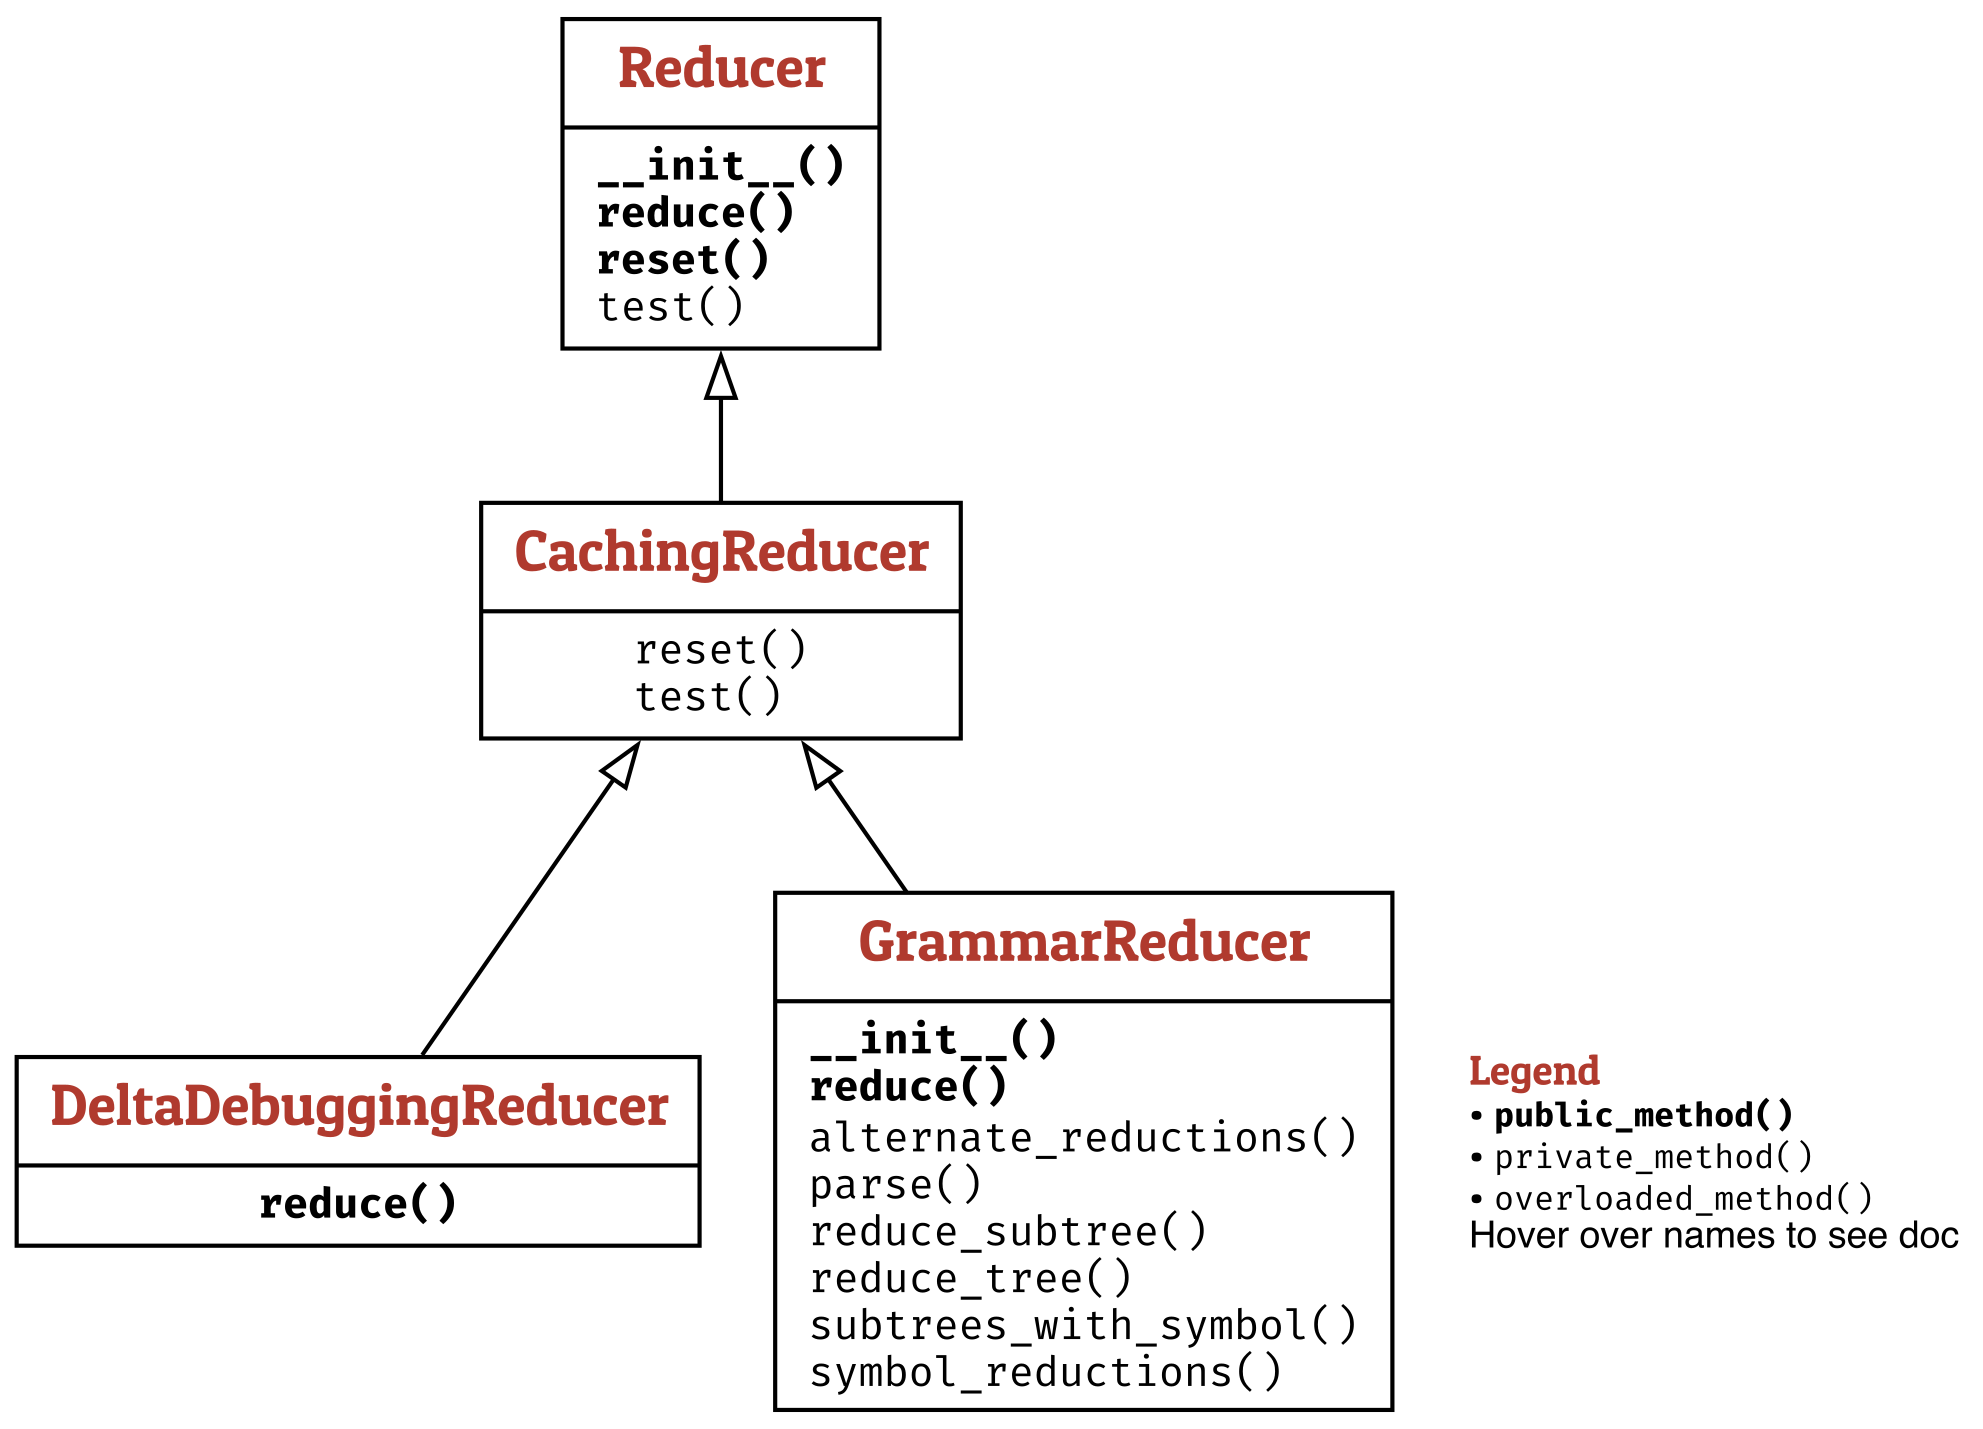 Reducer
__init__()
reduce()
reset()
test()
CachingReducer
reset()
test()
DeltaDebuggingReducer
reduce()
GrammarReducer
__init__()
reduce()
alternate_reductions()
parse()
reduce_subtree()
reduce_tree()
subtrees_with_symbol()
symbol_reductions()
Legend
• public_method()
• private_method()
• overloaded_method()
Hover over names to see doc